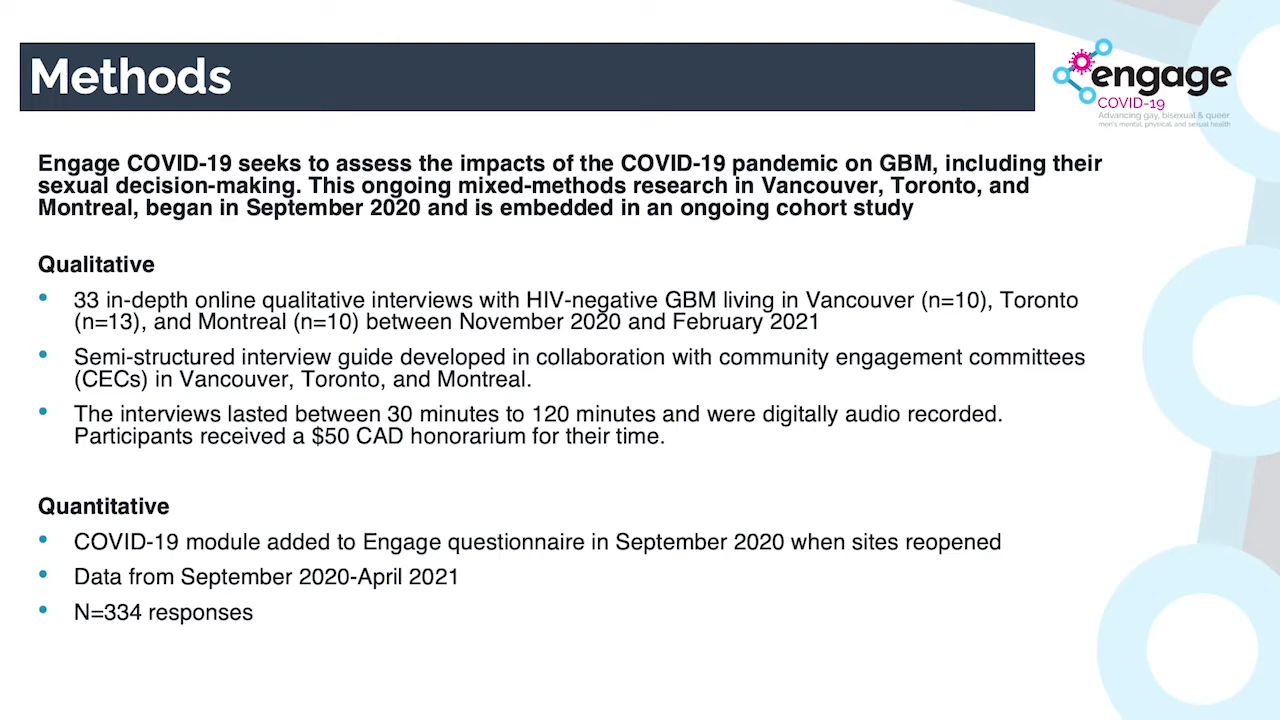 Methods
engage
COVID-19
Advancing gay, bisexual & queer
men's mental, physical, and sexual health
Engage COVID-19 seeks to assess the impacts of the COVID-19 pandemic on GBM, including their
sexual decision-making. This ongoing mixed-methods research in Vancouver, Toronto, and
Montreal, began in September 2020 and is embedded in an ongoing cohort study
Qualitative
• 33 in-depth online qualitative interviews with HIV-negative GBM living in Vancouver (n=10), Toronto
(n=13), and Montreal (n=10) between November 2020 and February 2021
• Semi-structured interview guide developed in collaboration with community engagement committees
(CECs) in Vancouver, Toronto, and Montreal.
• The interviews lasted between 30 minutes to 120 minutes and were digitally audio recorded.
Participants received a $50 CAD honorarium for their time.
Quantitative
• COVID-19 module added to Engage questionnaire in September 2020 when sites reopened
• Data from September 2020-April 2021
• N=334 responses